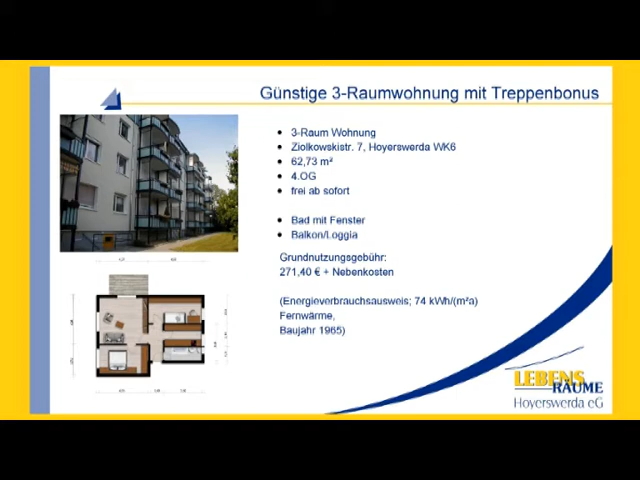 Günstige 3-Raumwohnung mit Treppenbonus
3-Raum Wohnung
Ziolkowskistr. 7, Hoyerswerda WK6
62,73 m²
4.OG
frei ab sofort
Bad mit Fenster
Balkon/Loggia
Grundnutzungsgebühr:
271,40 € + Nebenkosten
(Energieverbrauchsausweis; 74 kWh/(m²a)
Fernwärme,
Baujahr 1965)
LEBENS
RÄUME
Hoyerswerda eG